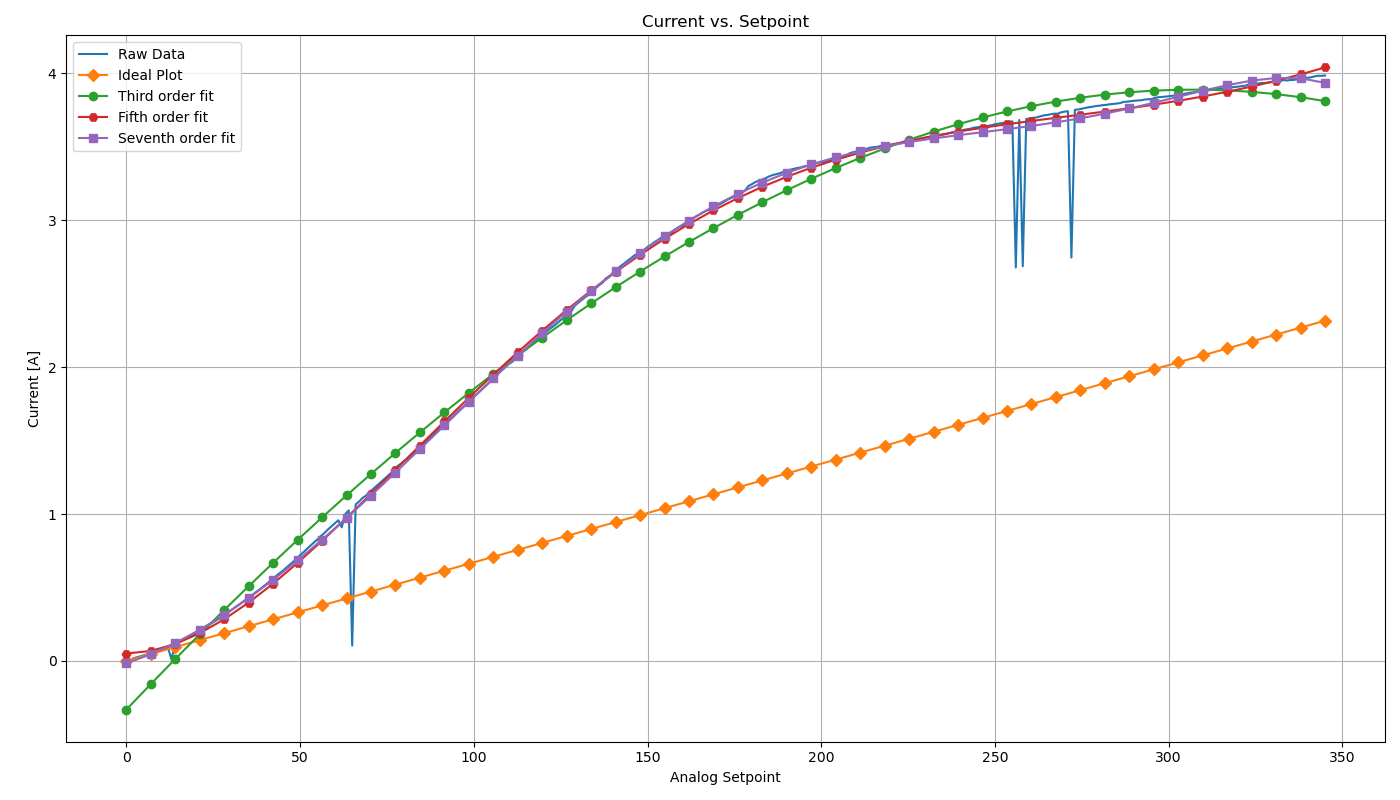 Current vs. Setpoint
Raw Data
Ideal Plot
Third order fit
Fifth order fit
Seventh order fit
4
3
2
1
0
Current [A]
0 50 100 150 200 250 300 350
Analog Setpoint